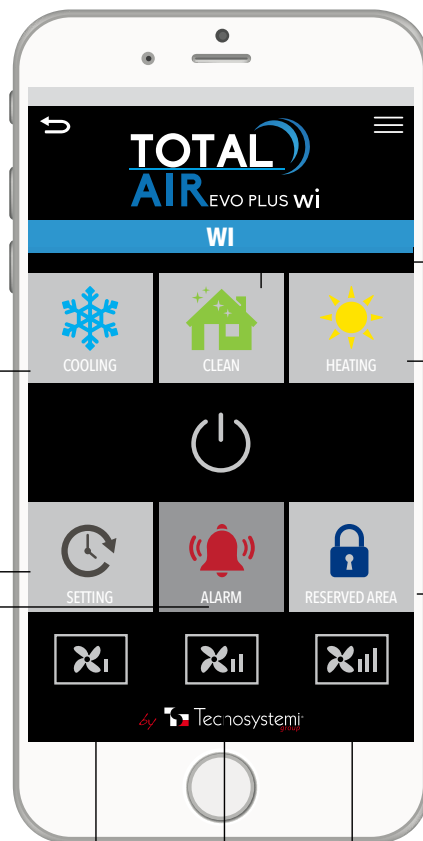 TOTAL
AIR EVO PLUS wi
WI
COOLING CLEAN HEATING
SETTING ALARM RESERVED AREA
by Tecnosystemi
group